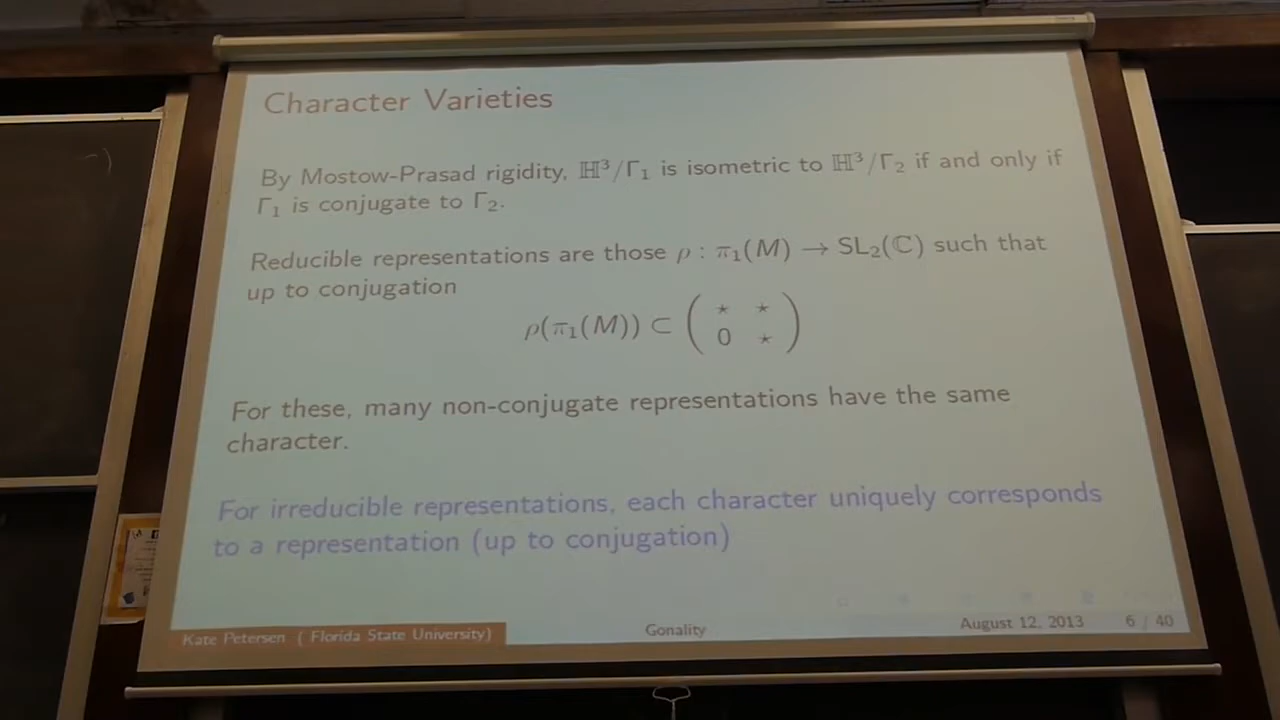 Character Varieties
By Mostow-Prasad rigidity, ℍ³/Γ₁ is isometric to ℍ³/Γ₂ if and only if
Γ₁ is conjugate to Γ₂.
Reducible representations are those ρ : π₁(M) → SL₂(ℂ) such that
up to conjugation
ρ(π₁(M)) ⊂ ( ⋆ ⋆
0 ⋆ )
For these, many non-conjugate representations have the same
character.
For irreducible representations, each character uniquely corresponds
to a representation (up to conjugation)
Kate Petersen ( Florida State University) Gonality August 12, 2013 6 / 40